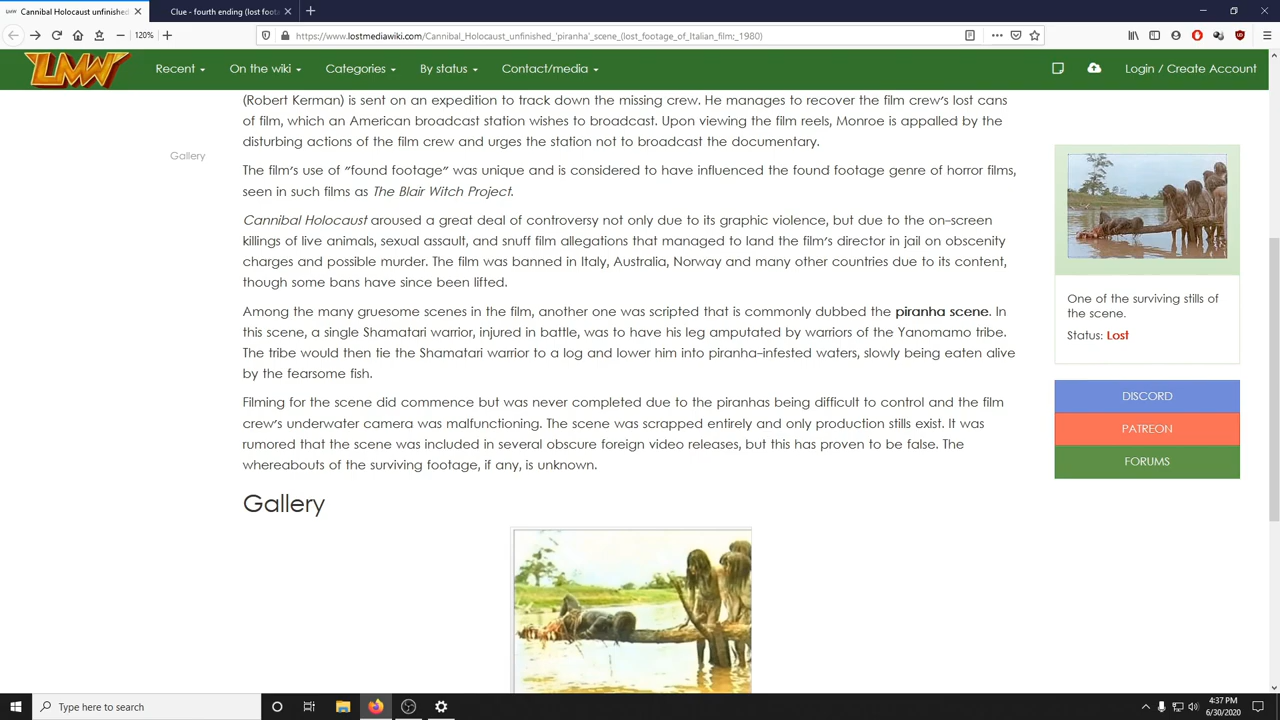 Cannibal Holocaust unfinished
Clue - fourth ending (lost foot
120%
https://www.lostmediawiki.com/Cannibal_Holocaust_unfinished_'piranha'_scene_(lost_footage_of_Italian_film;_1980)
LMW
Recent
On the wiki
Categories
By status
Contact/media
Login / Create Account
Gallery
(Robert Kerman) is sent on an expedition to track down the missing crew. He manages to recover the film crew's lost cans
of film, which an American broadcast station wishes to broadcast. Upon viewing the film reels, Monroe is appalled by the
disturbing actions of the film crew and urges the station not to broadcast the documentary.
The film's use of "found footage" was unique and is considered to have influenced the found footage genre of horror films,
seen in such films as The Blair Witch Project.
Cannibal Holocaust aroused a great deal of controversy not only due to its graphic violence, but due to the on-screen
killings of live animals, sexual assault, and snuff film allegations that managed to land the film's director in jail on obscenity
charges and possible murder. The film was banned in Italy, Australia, Norway and many other countries due to its content,
though some bans have since been lifted.
Among the many gruesome scenes in the film, another one was scripted that is commonly dubbed the piranha scene. In
this scene, a single Shamatari warrior, injured in battle, was to have his leg amputated by warriors of the Yanomamo tribe.
The tribe would then tie the Shamatari warrior to a log and lower him into piranha-infested waters, slowly being eaten alive
by the fearsome fish.
Filming for the scene did commence but was never completed due to the piranhas being difficult to control and the film
crew's underwater camera was malfunctioning. The scene was scrapped entirely and only production stills exist. It was
rumored that the scene was included in several obscure foreign video releases, but this has proven to be false. The
whereabouts of the surviving footage, if any, is unknown.
Gallery
One of the surviving stills of
the scene.
Status: Lost
DISCORD
PATREON
FORUMS
Type here to search
4:37 PM
6/30/2020